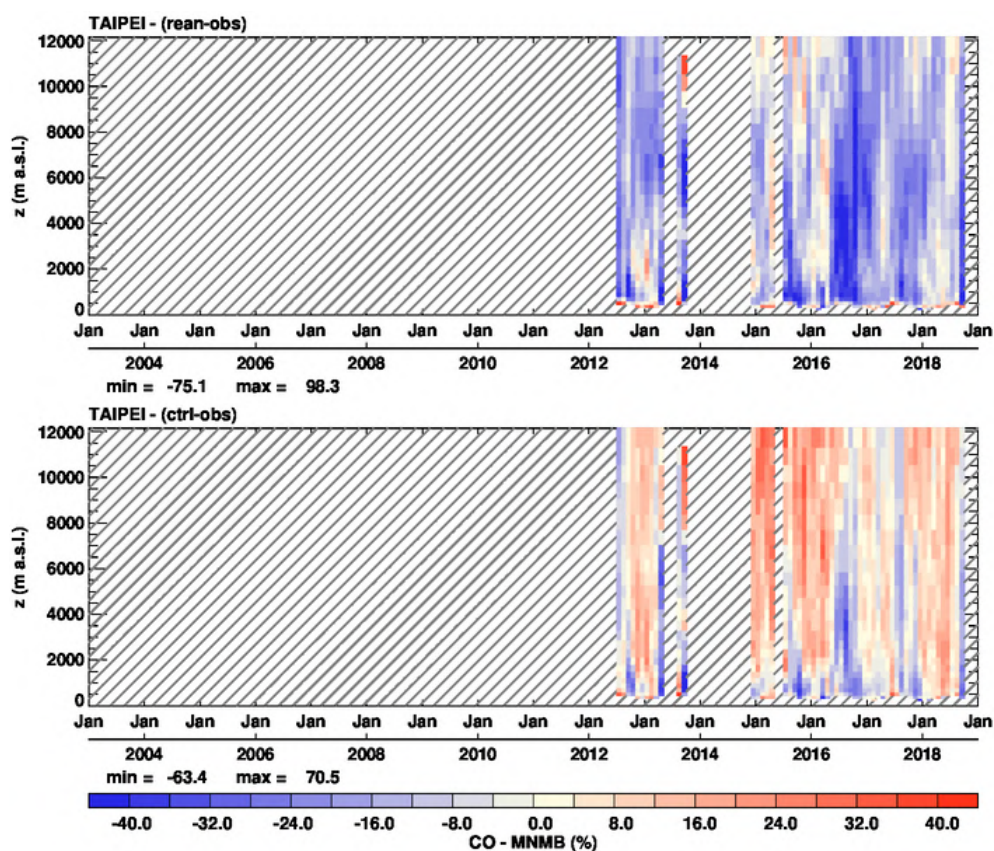 TAIPEI - (rean-obs)
12000
10000
8000
6000
4000
2000
0
z (m a.s.l.)
Jan Jan Jan Jan Jan Jan Jan Jan Jan Jan Jan Jan Jan Jan Jan Jan Jan
2004 2006 2008 2010 2012 2014 2016 2018
min = -75.1 max = 98.3
TAIPEI - (ctrl-obs)
12000
10000
8000
6000
4000
2000
0
z (m a.s.l.)
Jan Jan Jan Jan Jan Jan Jan Jan Jan Jan Jan Jan Jan Jan Jan Jan Jan
2004 2006 2008 2010 2012 2014 2016 2018
min = -63.4 max = 70.5
-40.0 -32.0 -24.0 -16.0 -8.0 0.0 8.0 16.0 24.0 32.0 40.0
CO - MNMB (%)